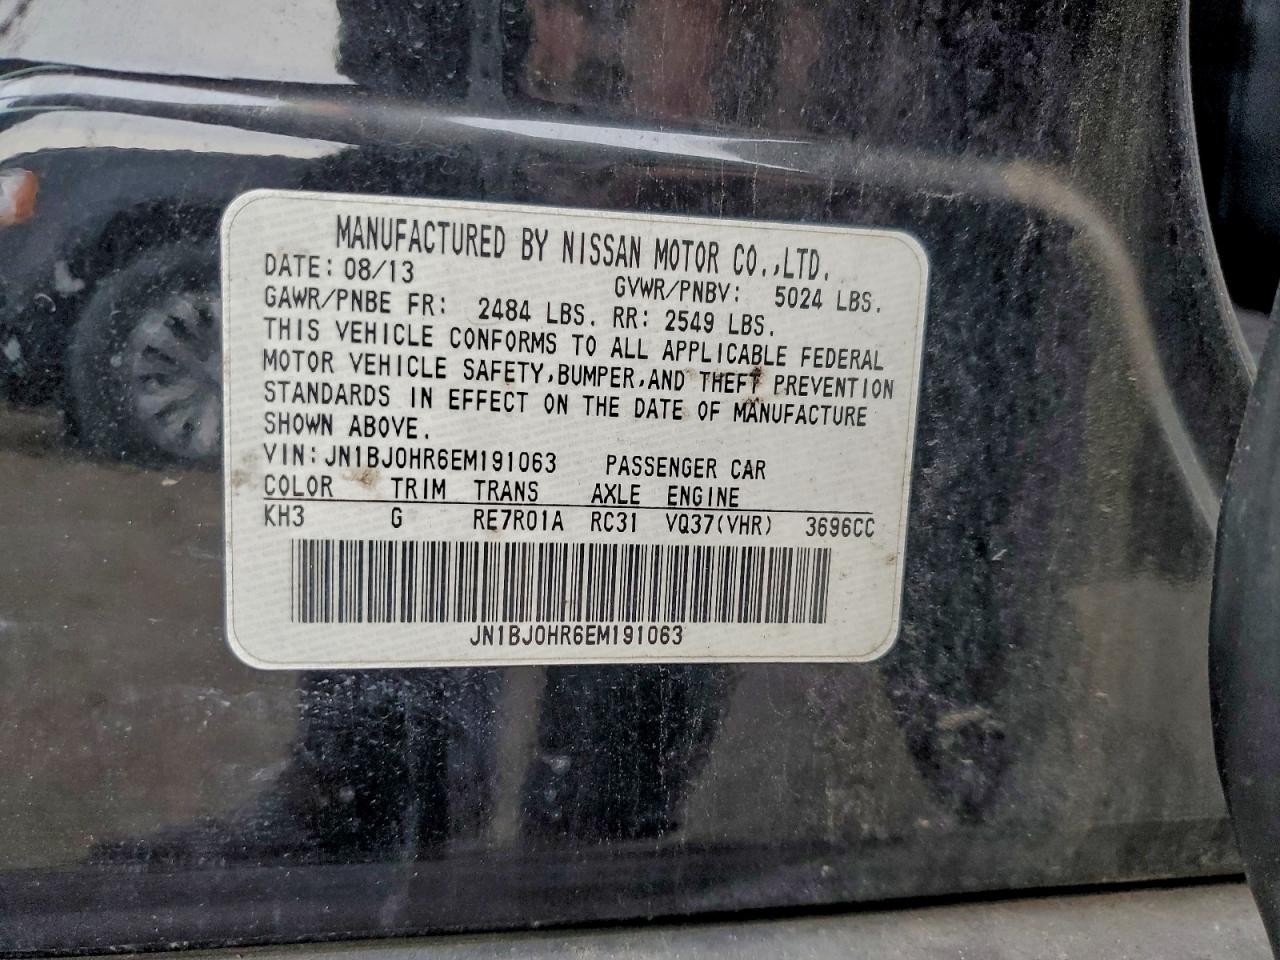 MANUFACTURED BY NISSAN MOTOR CO.,LTD.
DATE: 08/13 GVWR/PNBV: 5024 LBS.
GAWR/PNBE FR: 2484 LBS. RR: 2549 LBS.
THIS VEHICLE CONFORMS TO ALL APPLICABLE FEDERAL
MOTOR VEHICLE SAFETY,BUMPER,AND THEFT PREVENTION
STANDARDS IN EFFECT ON THE DATE OF MANUFACTURE
SHOWN ABOVE.
VIN:JN1BJ0HR6EM191063 PASSENGER CAR
COLOR TRIM TRANS AXLE ENGINE
KH3 G RE7R01A RC31 VQ37(VHR) 3696CC
JN1BJ0HR6EM191063